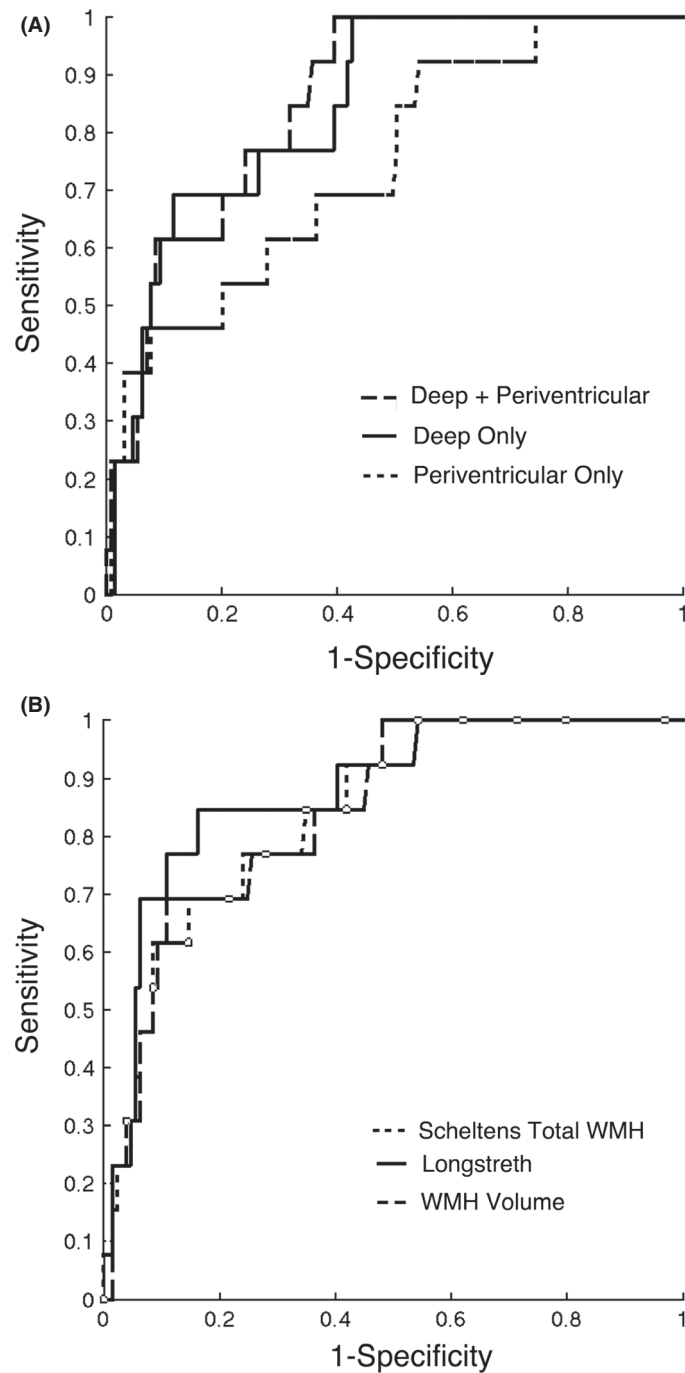 (A)
1
0.9
0.8
0.7
0.6
0.5
0.4
0.3
0.2
0.1
0
Sensitivity
Deep + Periventricular
Deep Only
Periventricular Only
0 0.2 0.4 0.6 0.8 1
1-Specificity
(B)
1
0.9
0.8
0.7
0.6
0.5
0.4
0.3
0.2
0.1
0
Sensitivity
Scheltens Total WMH
Longstreth
WMH Volume
0 0.2 0.4 0.6 0.8 1
1-Specificity